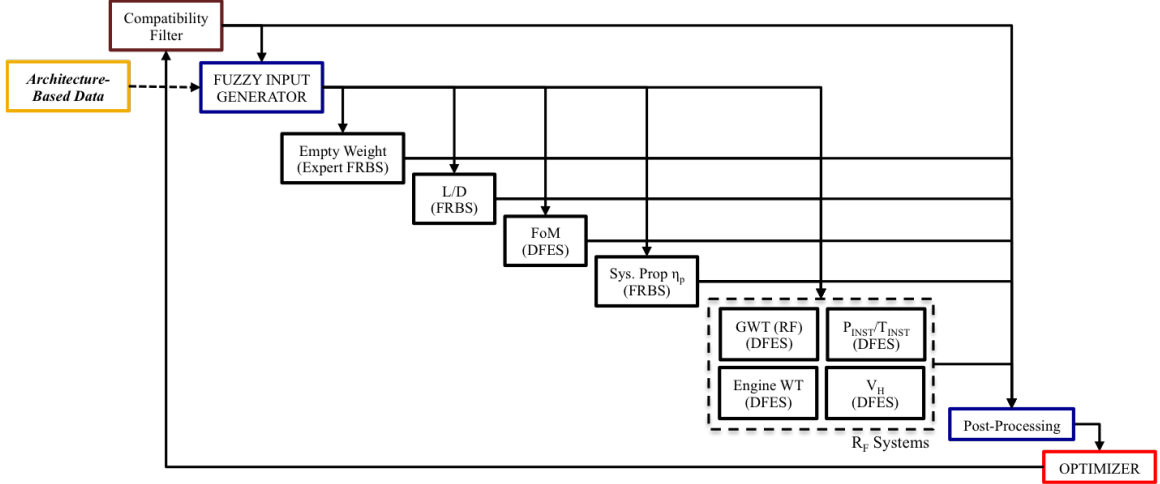 Compatibility
Filter
Architecture-
Based Data
FUZZY INPUT
GENERATOR
Empty Weight
(Expert FRBS)
L/D
(FRBS)
FoM
(DFES)
Sys. Prop ηp
(FRBS)
GWT (RF)
(DFES)
PINST/TINST
(DFES)
Engine WT
(DFES)
VH
(DFES)
RF Systems
Post-Processing
OPTIMIZER